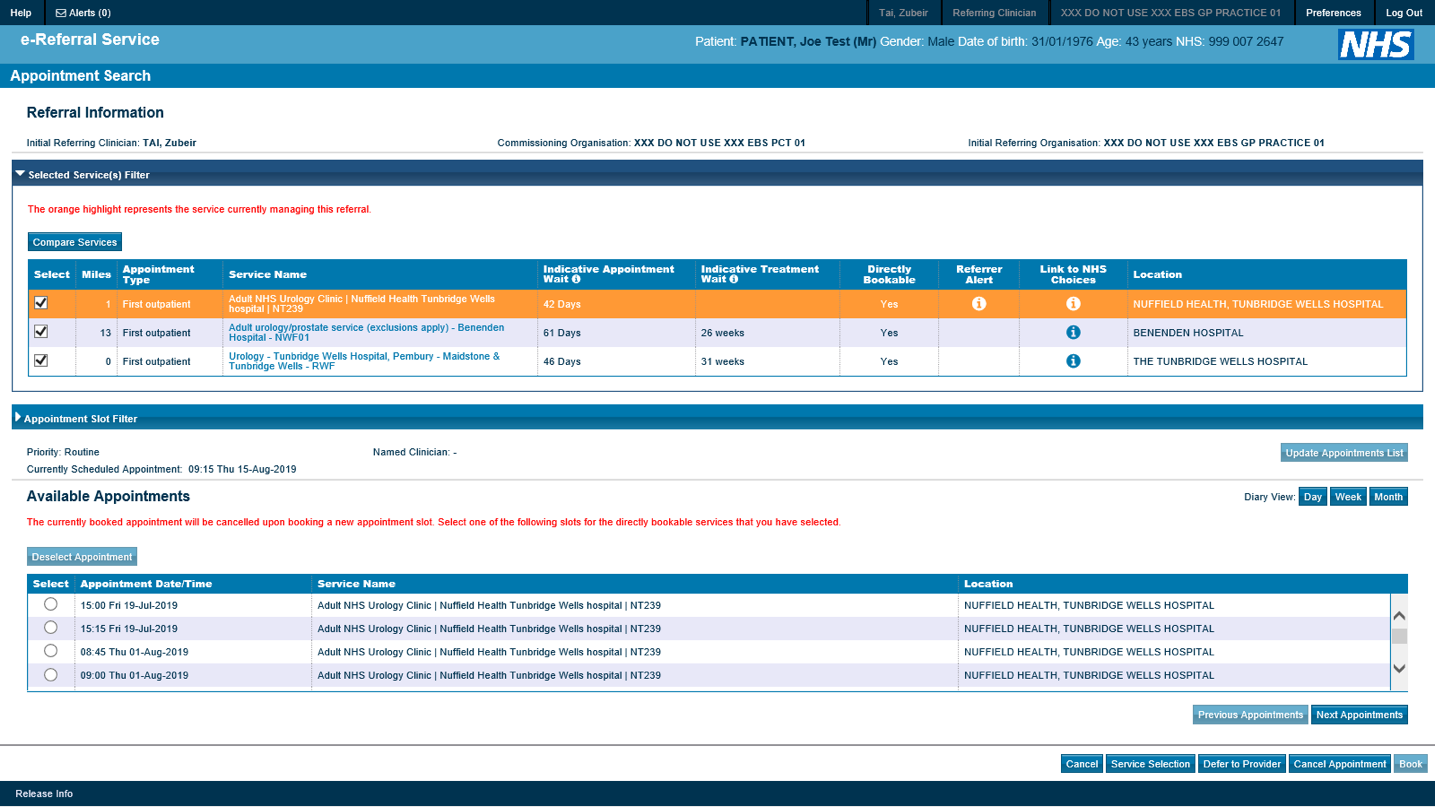 Help Alerts (0) Tai, Zubeir Referring Clinician XXX DO NOT USE XXX EBS GP PRACTICE 01 Preferences Log Out
e-Referral Service Patient: PATIENT, Joe Test (Mr) Gender: Male Date of birth: 31/01/1976 Age: 43 years NHS: 999 007 2647 NHS
Appointment Search
Referral Information
Initial Referring Clinician: TAI, Zubeir Commissioning Organisation: XXX DO NOT USE XXX EBS PCT 01 Initial Referring Organisation: XXX DO NOT USE XXX EBS GP PRACTICE 01
Selected Service(s) Filter
The orange highlight represents the service currently managing this referral.
Compare Services
Select Miles Appointment Type Service Name Indicative Appointment Wait Indicative Treatment Wait Directly Bookable Referrer Alert Link to NHS Choices Location
1 First outpatient Adult NHS Urology Clinic | Nuffield Health Tunbridge Wells hospital | NT239 42 Days Yes NUFFIELD HEALTH, TUNBRIDGE WELLS HOSPITAL
13 First outpatient Adult urology/prostate service (exclusions apply) - Benenden Hospital - NWF01 61 Days 26 weeks Yes BENENDEN HOSPITAL
0 First outpatient Urology - Tunbridge Wells Hospital, Pembury - Maidstone & Tunbridge Wells - RWF 46 Days 31 weeks Yes THE TUNBRIDGE WELLS HOSPITAL
Appointment Slot Filter
Priority: Routine Named Clinician: - Update Appointments List
Currently Scheduled Appointment: 09:15 Thu 15-Aug-2019
Available Appointments Diary View: Day Week Month
The currently booked appointment will be cancelled upon booking a new appointment slot. Select one of the following slots for the directly bookable services that you have selected.
Deselect Appointment
Select Appointment Date/Time Service Name Location
15:00 Fri 19-Jul-2019 Adult NHS Urology Clinic | Nuffield Health Tunbridge Wells hospital | NT239 NUFFIELD HEALTH, TUNBRIDGE WELLS HOSPITAL
15:15 Fri 19-Jul-2019 Adult NHS Urology Clinic | Nuffield Health Tunbridge Wells hospital | NT239 NUFFIELD HEALTH, TUNBRIDGE WELLS HOSPITAL
08:45 Thu 01-Aug-2019 Adult NHS Urology Clinic | Nuffield Health Tunbridge Wells hospital | NT239 NUFFIELD HEALTH, TUNBRIDGE WELLS HOSPITAL
09:00 Thu 01-Aug-2019 Adult NHS Urology Clinic | Nuffield Health Tunbridge Wells hospital | NT239 NUFFIELD HEALTH, TUNBRIDGE WELLS HOSPITAL
Previous Appointments Next Appointments
Cancel Service Selection Defer to Provider Cancel Appointment Book
Release Info